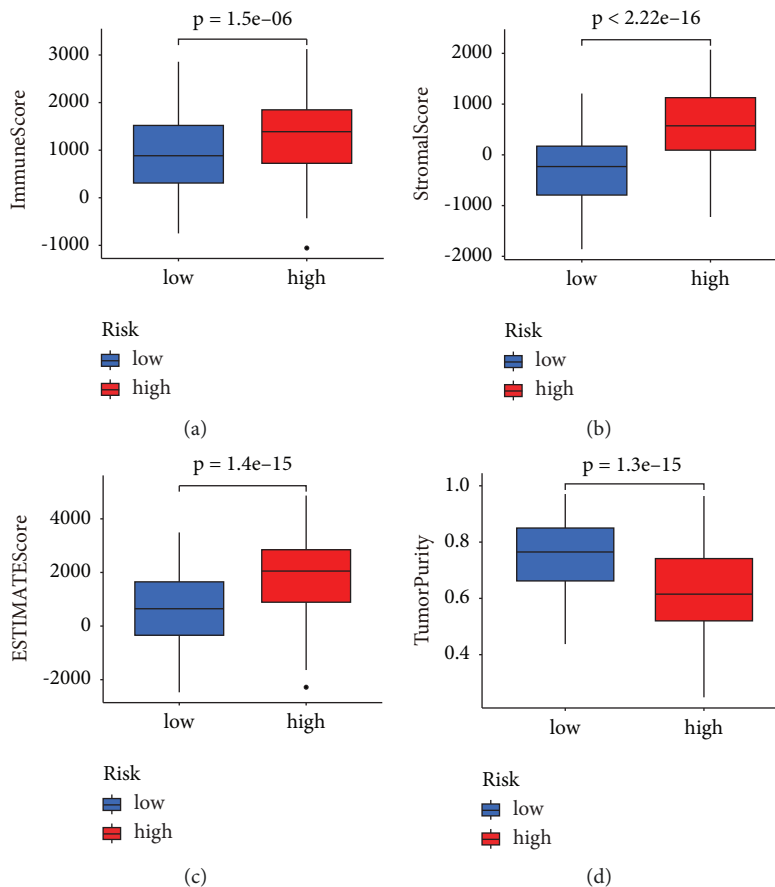 p = 1.5e–06
ImmuneScore
3000
2000
1000
0
-1000
low
high
Risk
low
high
(a)
p < 2.22e–16
StromalScore
2000
1000
0
-1000
-2000
low
high
Risk
low
high
(b)
p = 1.4e–15
ESTIMATEScore
4000
2000
0
-2000
low
high
Risk
low
high
(c)
p = 1.3e–15
TumorPurity
1.0
0.8
0.6
0.4
low
high
Risk
low
high
(d)